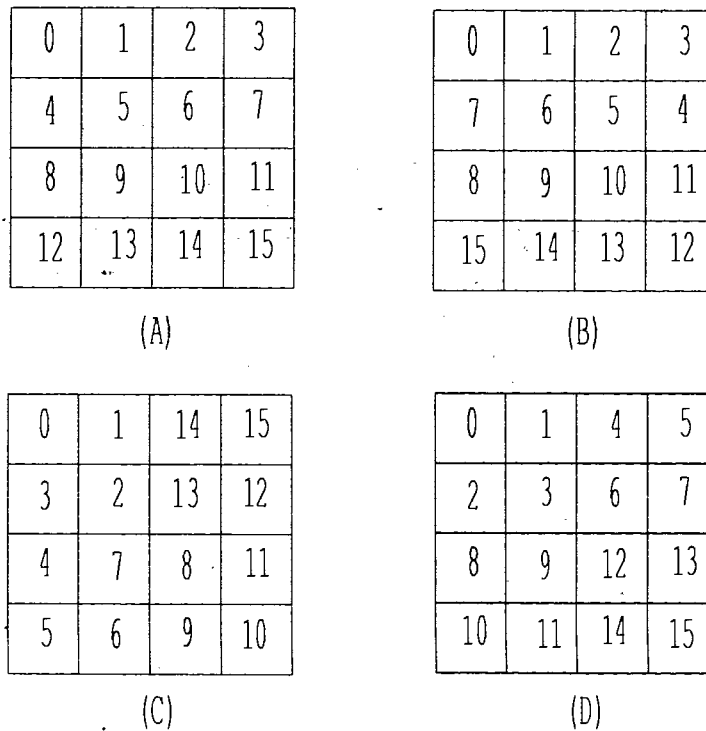 0 1 2 3
4 5 6 7
8 9 10 11
12 13 14 15
(A)
0 1 2 3
7 6 5 4
8 9 10 11
15 14 13 12
(B)
0 1 14 15
3 2 13 12
4 7 8 11
5 6 9 10
(C)
0 1 4 5
2 3 6 7
8 9 12 13
10 11 14 15
(D)